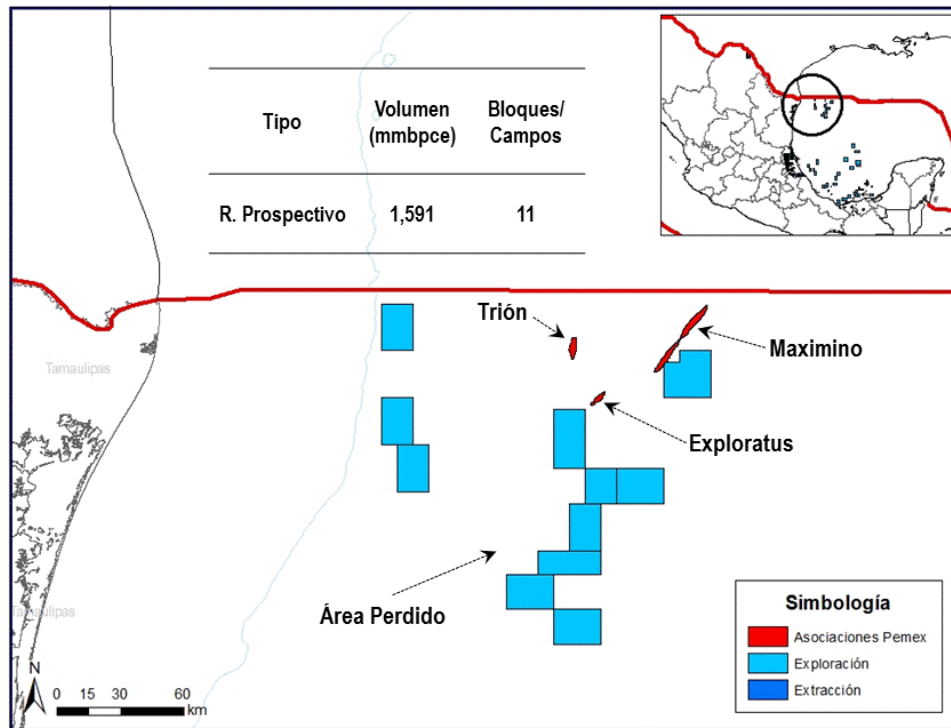 Tipo Volumen (mmbpce) Bloques/ Campos
R. Prospectivo 1,591 11
Trión
Maximino
Tamaulipas
Exploratus
Área Perdido
Tamaulipas
Simbología
Asociaciones Pemex
Exploración
Extracción
N
0 15 30 60
km